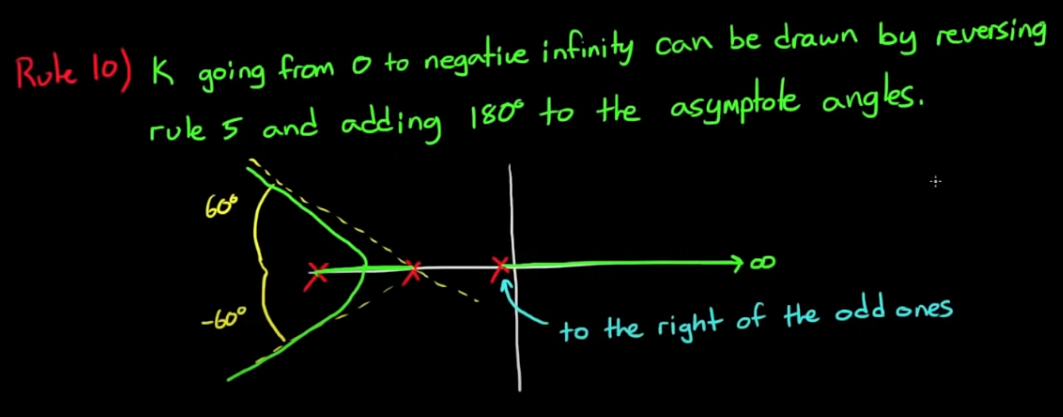 Rule 10) K going from 0 to negative infinity can be drawn by reversing
rule 5 and adding 180° to the asymptote angles.
60°
∞
-60°
to the right of the odd ones